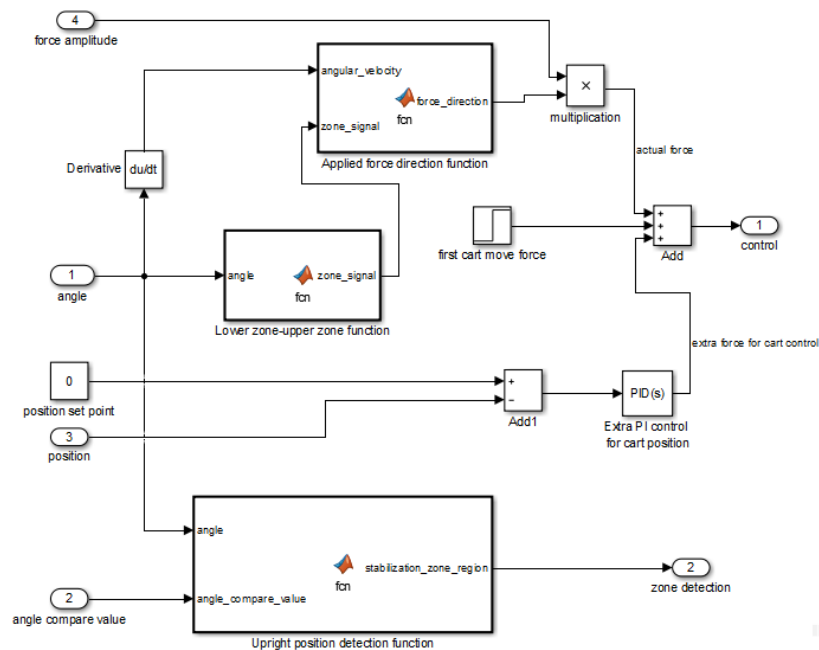 4
force amplitude
angular_velocity
force_direction
fcn
zone_signal
Applied force direction function
×
multiplication
Derivative
du/dt
actual force
first cart move force
+
+
+
Add
1
control
1
angle
angle
zone_signal
fcn
Lower zone-upper zone function
extra force for cart control
0
position set point
+
−
Add1
PID(s)
Extra PI control
for cart position
3
position
angle
stabilization_zone_region
fcn
angle_compare_value
Upright position detection function
2
zone detection
2
angle compare value